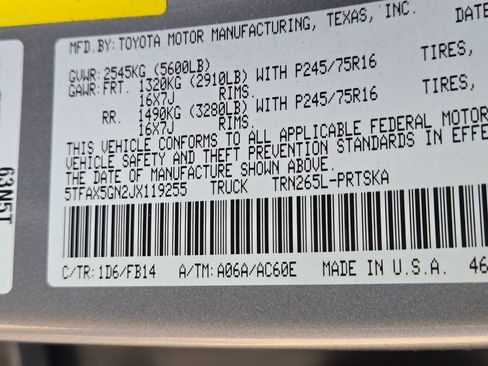 MFD.BY: TOYOTA MOTOR MANUFACTURING, TEXAS, INC. DATE
GVWR: 2545KG (5600LB)
GAWR: FRT. 1320KG (2910LB) WITH P245/75R16 TIRES,
16X7J RIMS.
RR. 1490KG (3280LB) WITH P245/75R16 TIRES,
16X7J RIMS.
THIS VEHICLE CONFORMS TO ALL APPLICABLE FEDERAL MOTOR
VEHICLE SAFETY AND THEFT PREVENTION STANDARDS IN EFFE
THE DATE OF MANUFACTURE SHOWN ABOVE.
5TFAX5GN2JX119255 TRUCK TRN265L-PRTSKA
C/TR: 1D6/FB14 A/TM: A06A/AC60E MADE IN U.S.A. 46
63N5T